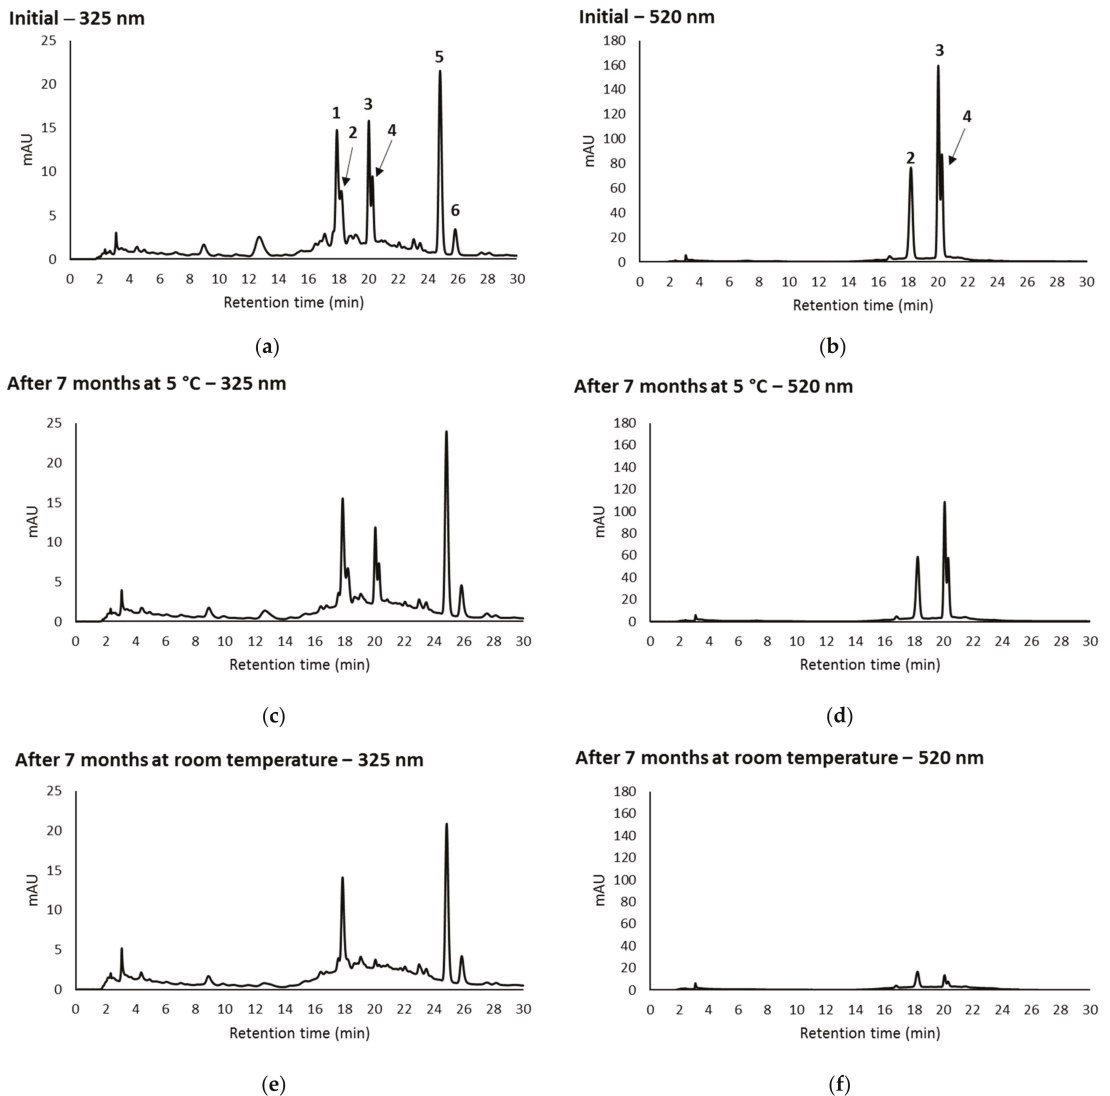 Initial – 325 nm
25
20
15
10
5
0
mAU
1
2
3
4
5
6
0 2 4 6 8 10 12 14 16 18 20 22 24 26 28 30
Retention time (min)
(a)
Initial – 520 nm
180
160
140
120
100
80
60
40
20
0
mAU
2
3
4
0 2 4 6 8 10 12 14 16 18 20 22 24 26 28 30
Retention time (min)
(b)
After 7 months at 5 °C – 325 nm
25
20
15
10
5
0
mAU
0 2 4 6 8 10 12 14 16 18 20 22 24 26 28 30
Retention time (min)
(c)
After 7 months at 5 °C – 520 nm
180
160
140
120
100
80
60
40
20
0
mAU
0 2 4 6 8 10 12 14 16 18 20 22 24 26 28 30
Retention time (min)
(d)
After 7 months at room temperature – 325 nm
25
20
15
10
5
0
mAU
0 2 4 6 8 10 12 14 16 18 20 22 24 26 28 30
Retention time (min)
(e)
After 7 months at room temperature – 520 nm
180
160
140
120
100
80
60
40
20
0
mAU
0 2 4 6 8 10 12 14 16 18 20 22 24 26 28 30
Retention time (min)
(f)